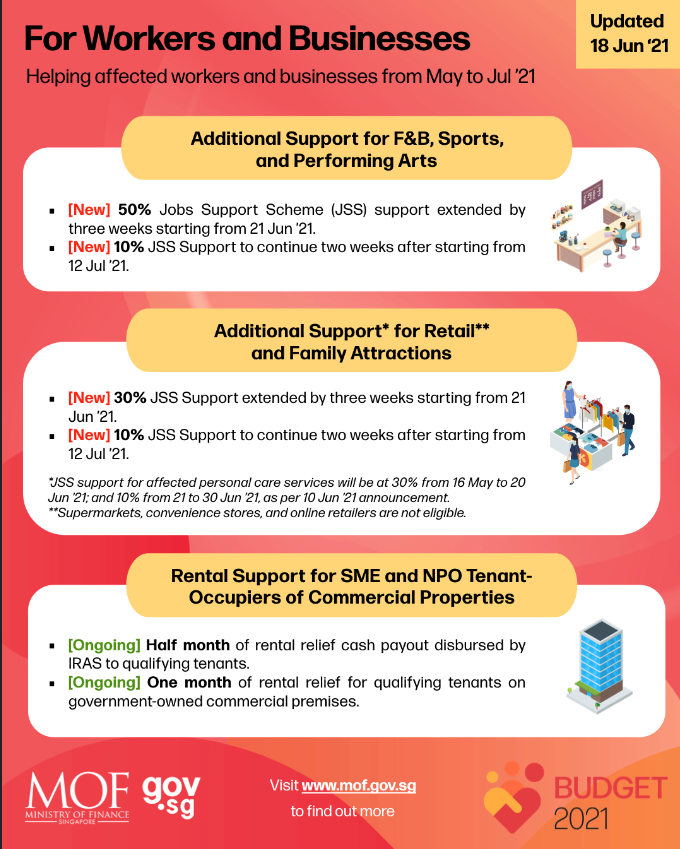 For Workers and Businesses
Updated
18 Jun ‘21
Helping affected workers and businesses from May to Jul ’21
Additional Support for F&B, Sports,
and Performing Arts
▪ [New] 50% Jobs Support Scheme (JSS) support extended by
three weeks starting from 21 Jun ’21.
▪ [New] 10% JSS Support to continue two weeks after starting from
12 Jul ’21.
Additional Support* for Retail**
and Family Attractions
▪ [New] 30% JSS Support extended by three weeks starting from 21
Jun ’21.
▪ [New] 10% JSS Support to continue two weeks after starting from
12 Jul ’21.
*JSS support for affected personal care services will be at 30% from 16 May to 20
Jun ’21; and 10% from 21 to 30 Jun ’21, as per 10 Jun ’21 announcement.
**Supermarkets, convenience stores, and online retailers are not eligible.
Rental Support for SME and NPO Tenant-
Occupiers of Commercial Properties
▪ [Ongoing] Half month of rental relief cash payout disbursed by
IRAS to qualifying tenants.
▪ [Ongoing] One month of rental relief for qualifying tenants on
government-owned commercial premises.
MOF
MINISTRY OF FINANCE
SINGAPORE
gov
.sg
Visit www.mof.gov.sg
to find out more
BUDGET
2021